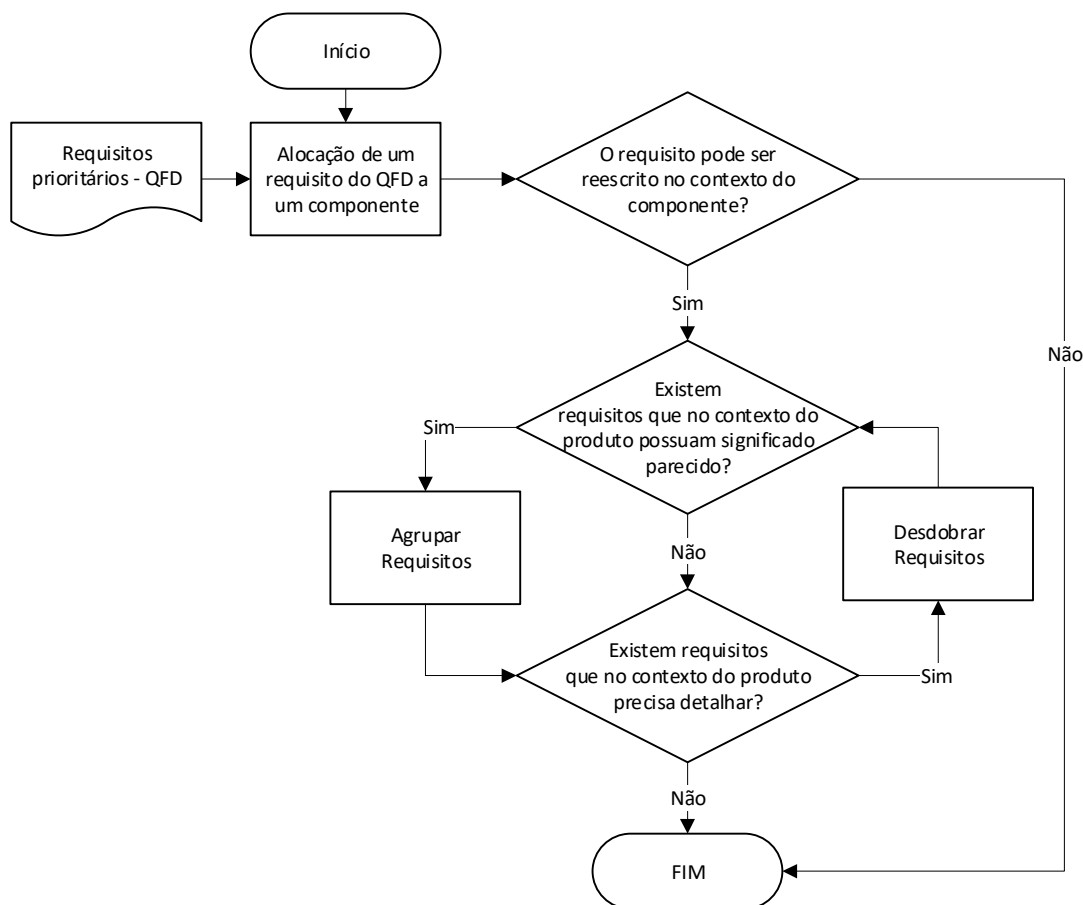 Início
Requisitos
prioritários - QFD
Alocação de um
requisito do QFD a
um componente
O requisito pode ser
reescrito no contexto do
componente?
Sim
Não
Existem
requisitos que no contexto do
produto possuam significado
parecido?
Sim
Agrupar
Requisitos
Desdobrar
Requisitos
Não
Existem requisitos
que no contexto do produto
precisa detalhar?
Sim
Não
FIM